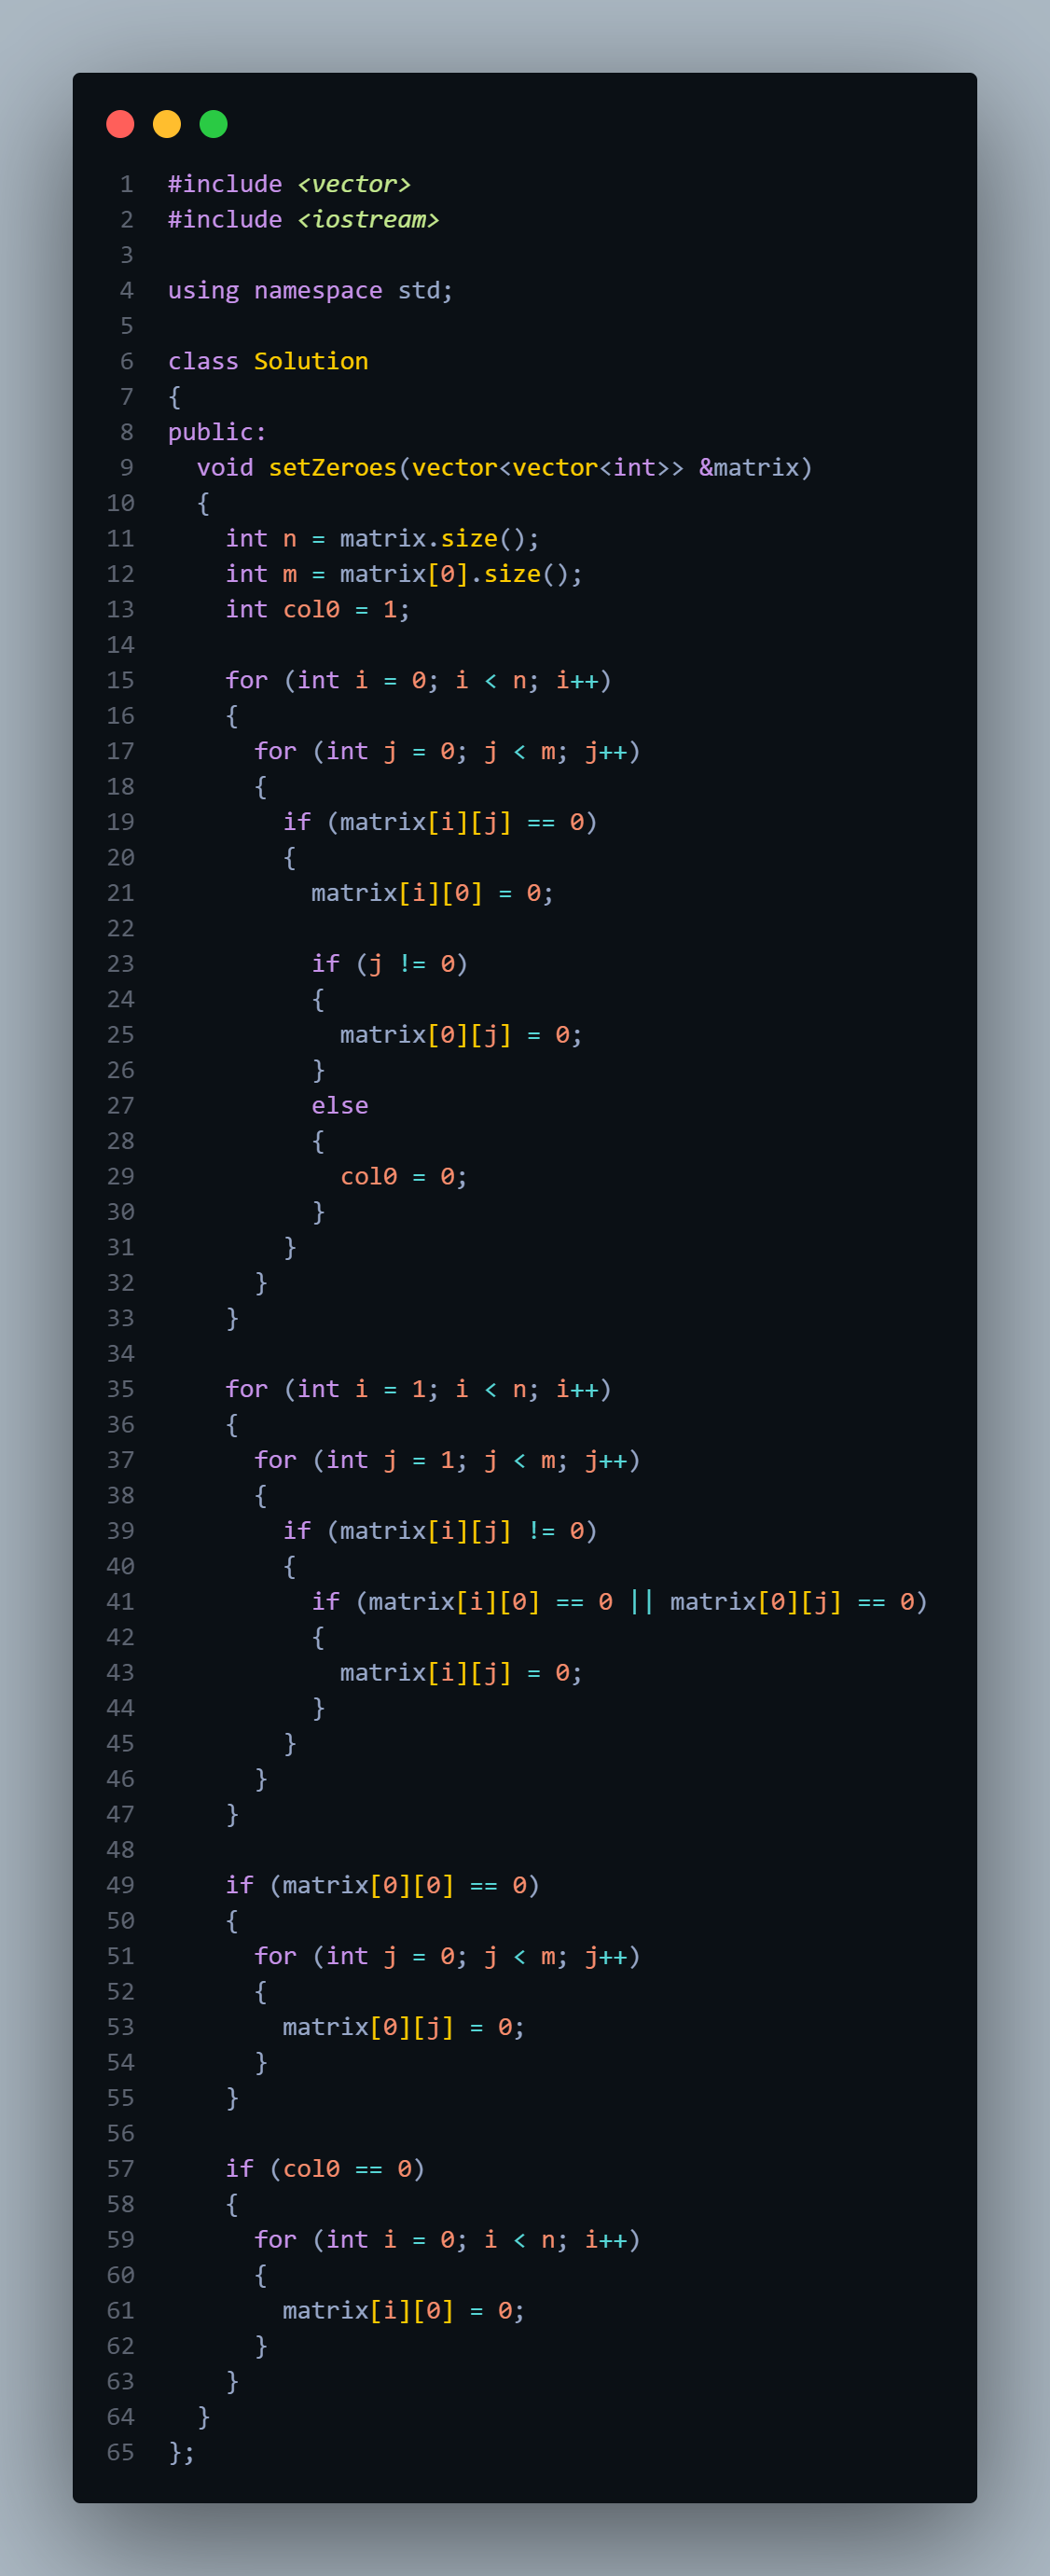 1 #include <vector>
2 #include <iostream>
3
4 using namespace std;
5
6 class Solution
7 {
8 public:
9   void setZeroes(vector<vector<int>> &matrix)
10   {
11     int n = matrix.size();
12     int m = matrix[0].size();
13     int col0 = 1;
14
15     for (int i = 0; i < n; i++)
16     {
17       for (int j = 0; j < m; j++)
18       {
19         if (matrix[i][j] == 0)
20         {
21           matrix[i][0] = 0;
22
23           if (j != 0)
24           {
25             matrix[0][j] = 0;
26           }
27           else
28           {
29             col0 = 0;
30           }
31         }
32       }
33     }
34
35     for (int i = 1; i < n; i++)
36     {
37       for (int j = 1; j < m; j++)
38       {
39         if (matrix[i][j] != 0)
40         {
41           if (matrix[i][0] == 0 || matrix[0][j] == 0)
42           {
43             matrix[i][j] = 0;
44           }
45         }
46       }
47     }
48
49     if (matrix[0][0] == 0)
50     {
51       for (int j = 0; j < m; j++)
52       {
53         matrix[0][j] = 0;
54       }
55     }
56
57     if (col0 == 0)
58     {
59       for (int i = 0; i < n; i++)
60       {
61         matrix[i][0] = 0;
62       }
63     }
64   }
65 };